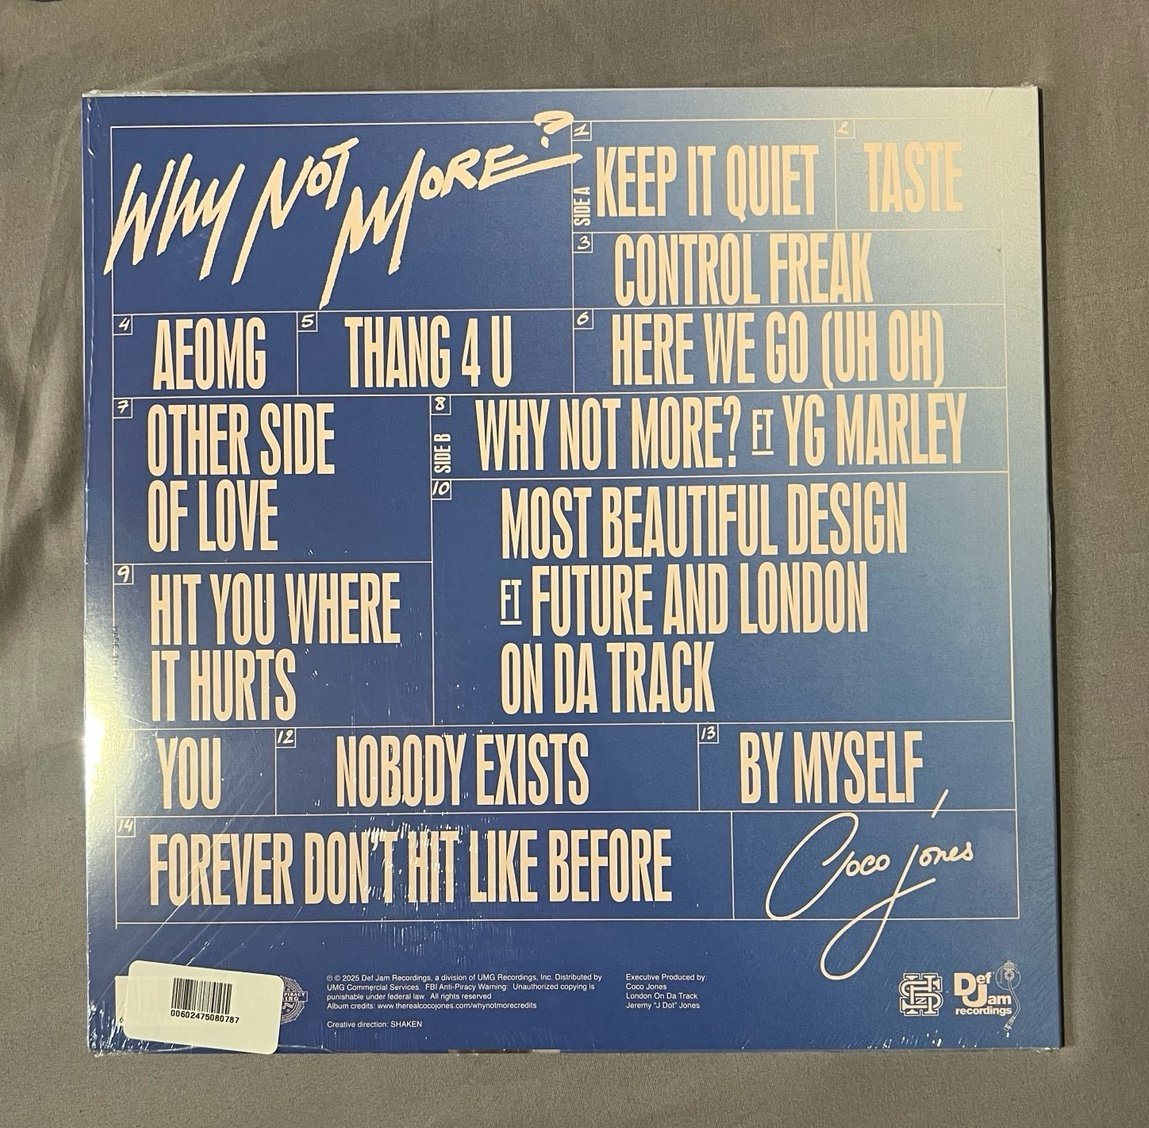 WHY NOT MORE?
SIDE A
1
KEEP IT QUIET
2
TASTE
3
CONTROL FREAK
4
AEOMG
5
THANG 4 U
6
HERE WE GO (UH OH)
7
OTHER SIDE
OF LOVE
SIDE B
8
WHY NOT MORE? FT YG MARLEY
9
HIT YOU WHERE
IT HURTS
10
MOST BEAUTIFUL DESIGN
FT FUTURE AND LONDON
ON DA TRACK
11
YOU
12
NOBODY EXISTS
13
BY MYSELF
14
FOREVER DON'T HIT LIKE BEFORE
Coco Jones
00602475080787
℗ © 2025 Def Jam Recordings, a division of UMG Recordings, Inc. Distributed by
UMG Commercial Services. FBI Anti-Piracy Warning: Unauthorized copying is
punishable under federal law. All rights reserved
Album credits: www.therealcocojones.com/whynotmorecredits
Creative direction: SHAKEN
Executive Produced by:
Coco Jones
London On Da Track
Jeremy "J Dot" Jones
Def
Jam
recordings